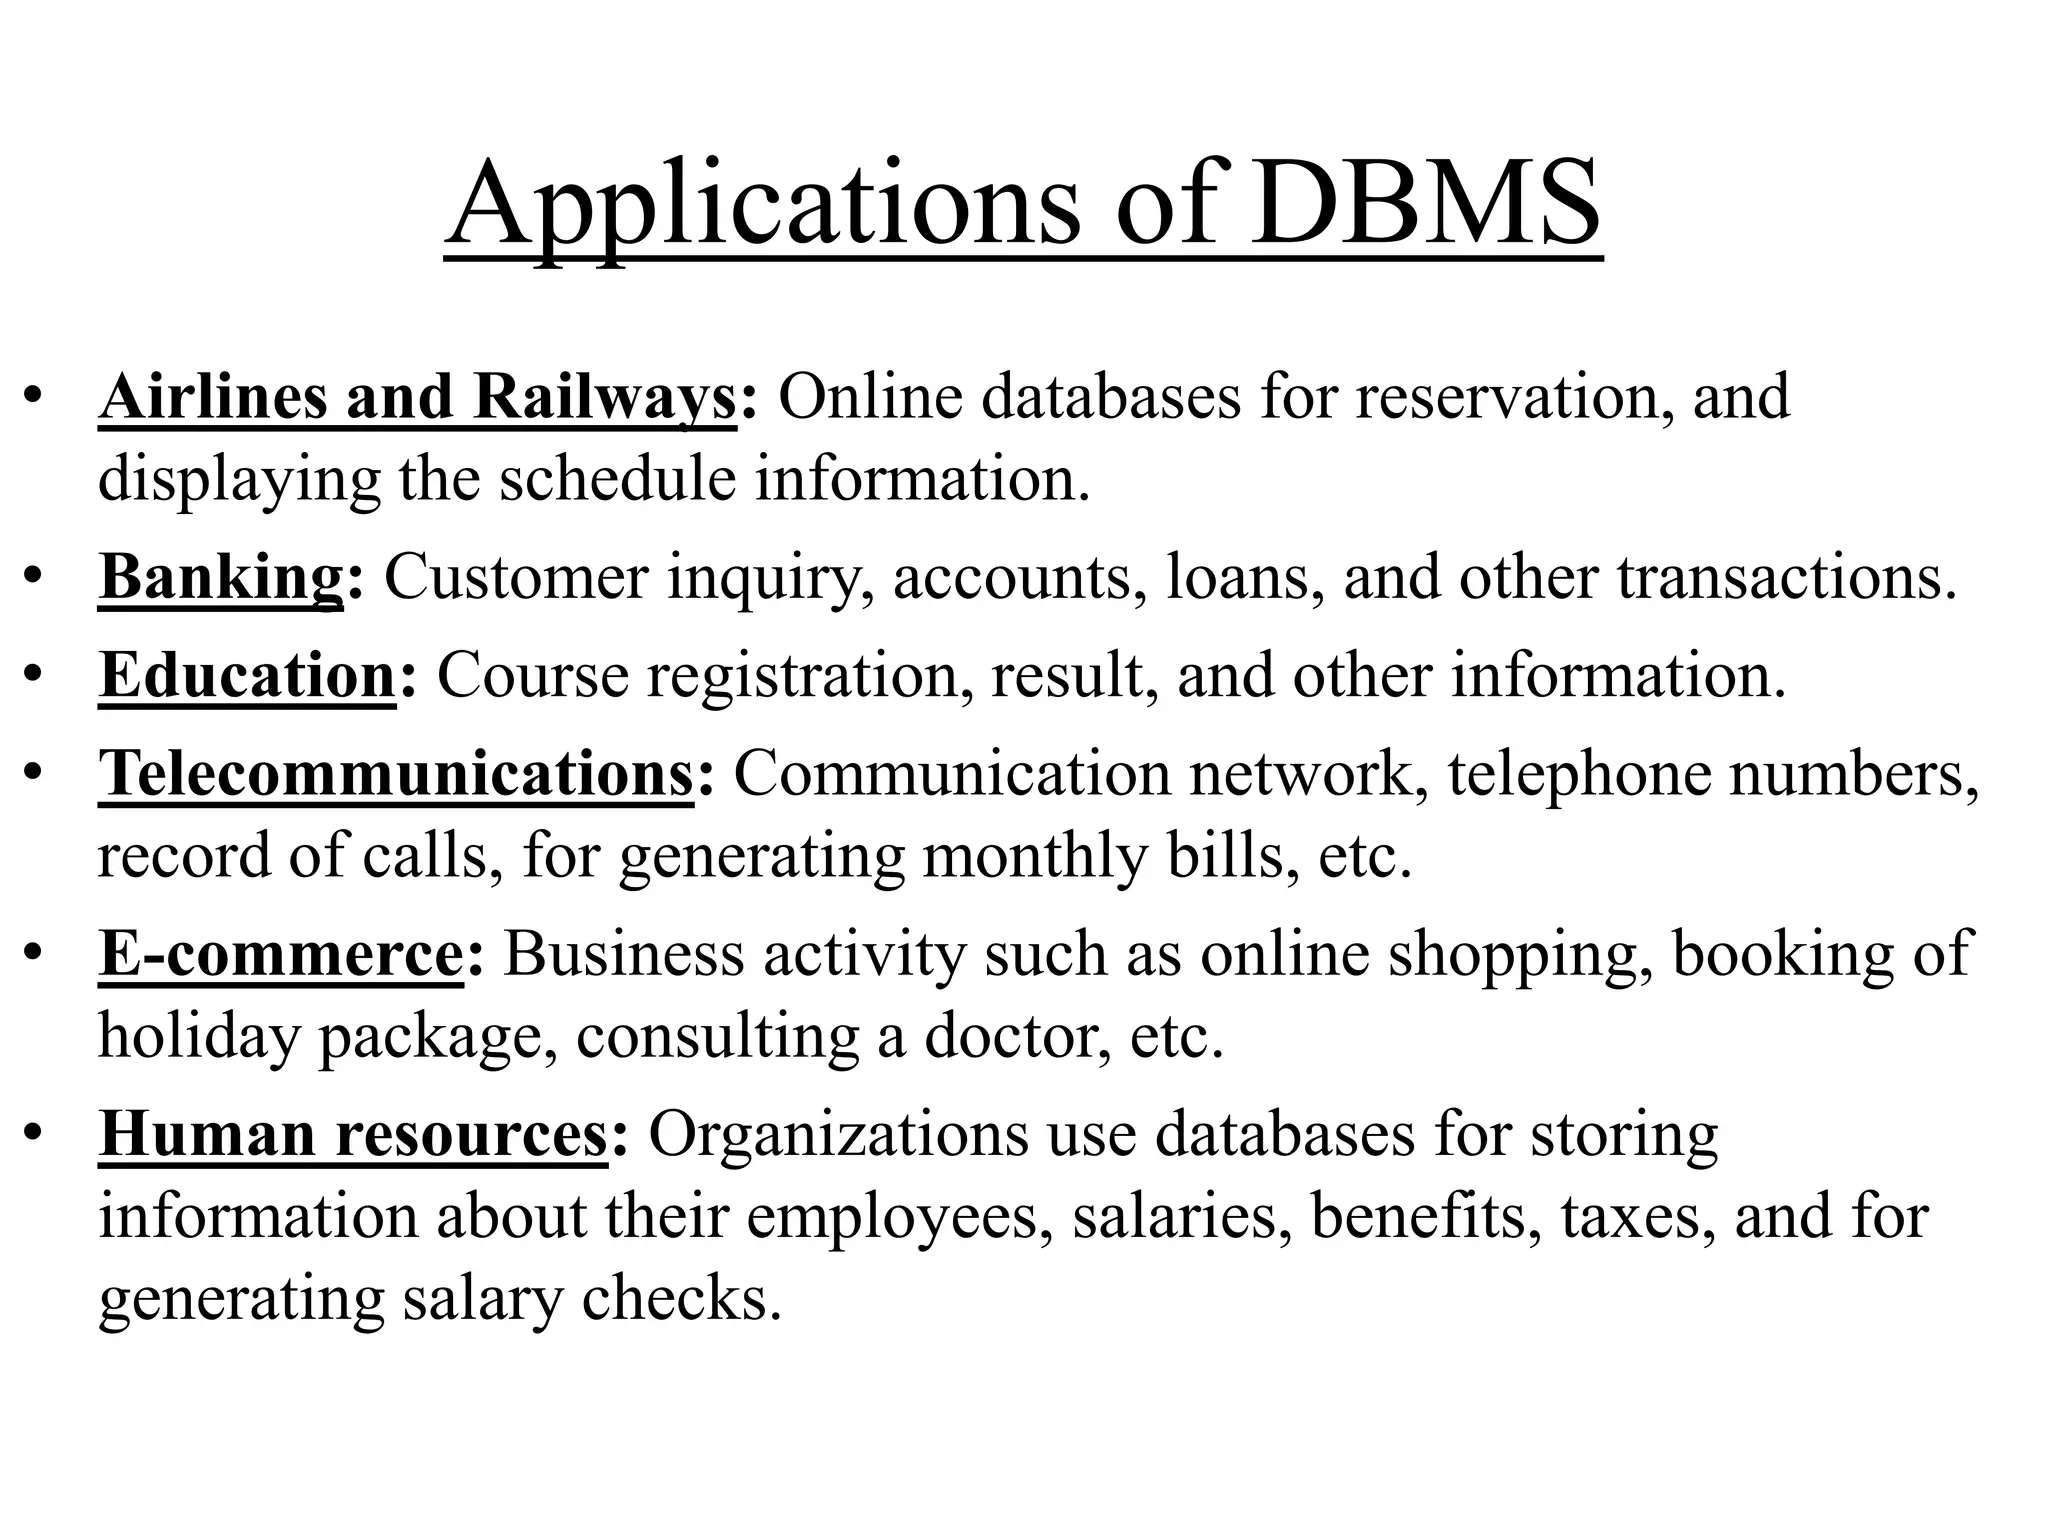 Applications of DBMS
• Airlines and Railways: Online databases for reservation, and
displaying the schedule information.
• Banking: Customer inquiry, accounts, loans, and other transactions.
• Education: Course registration, result, and other information.
• Telecommunications: Communication network, telephone numbers,
record of calls, for generating monthly bills, etc.
• E-commerce: Business activity such as online shopping, booking of
holiday package, consulting a doctor, etc.
• Human resources: Organizations use databases for storing
information about their employees, salaries, benefits, taxes, and for
generating salary checks.